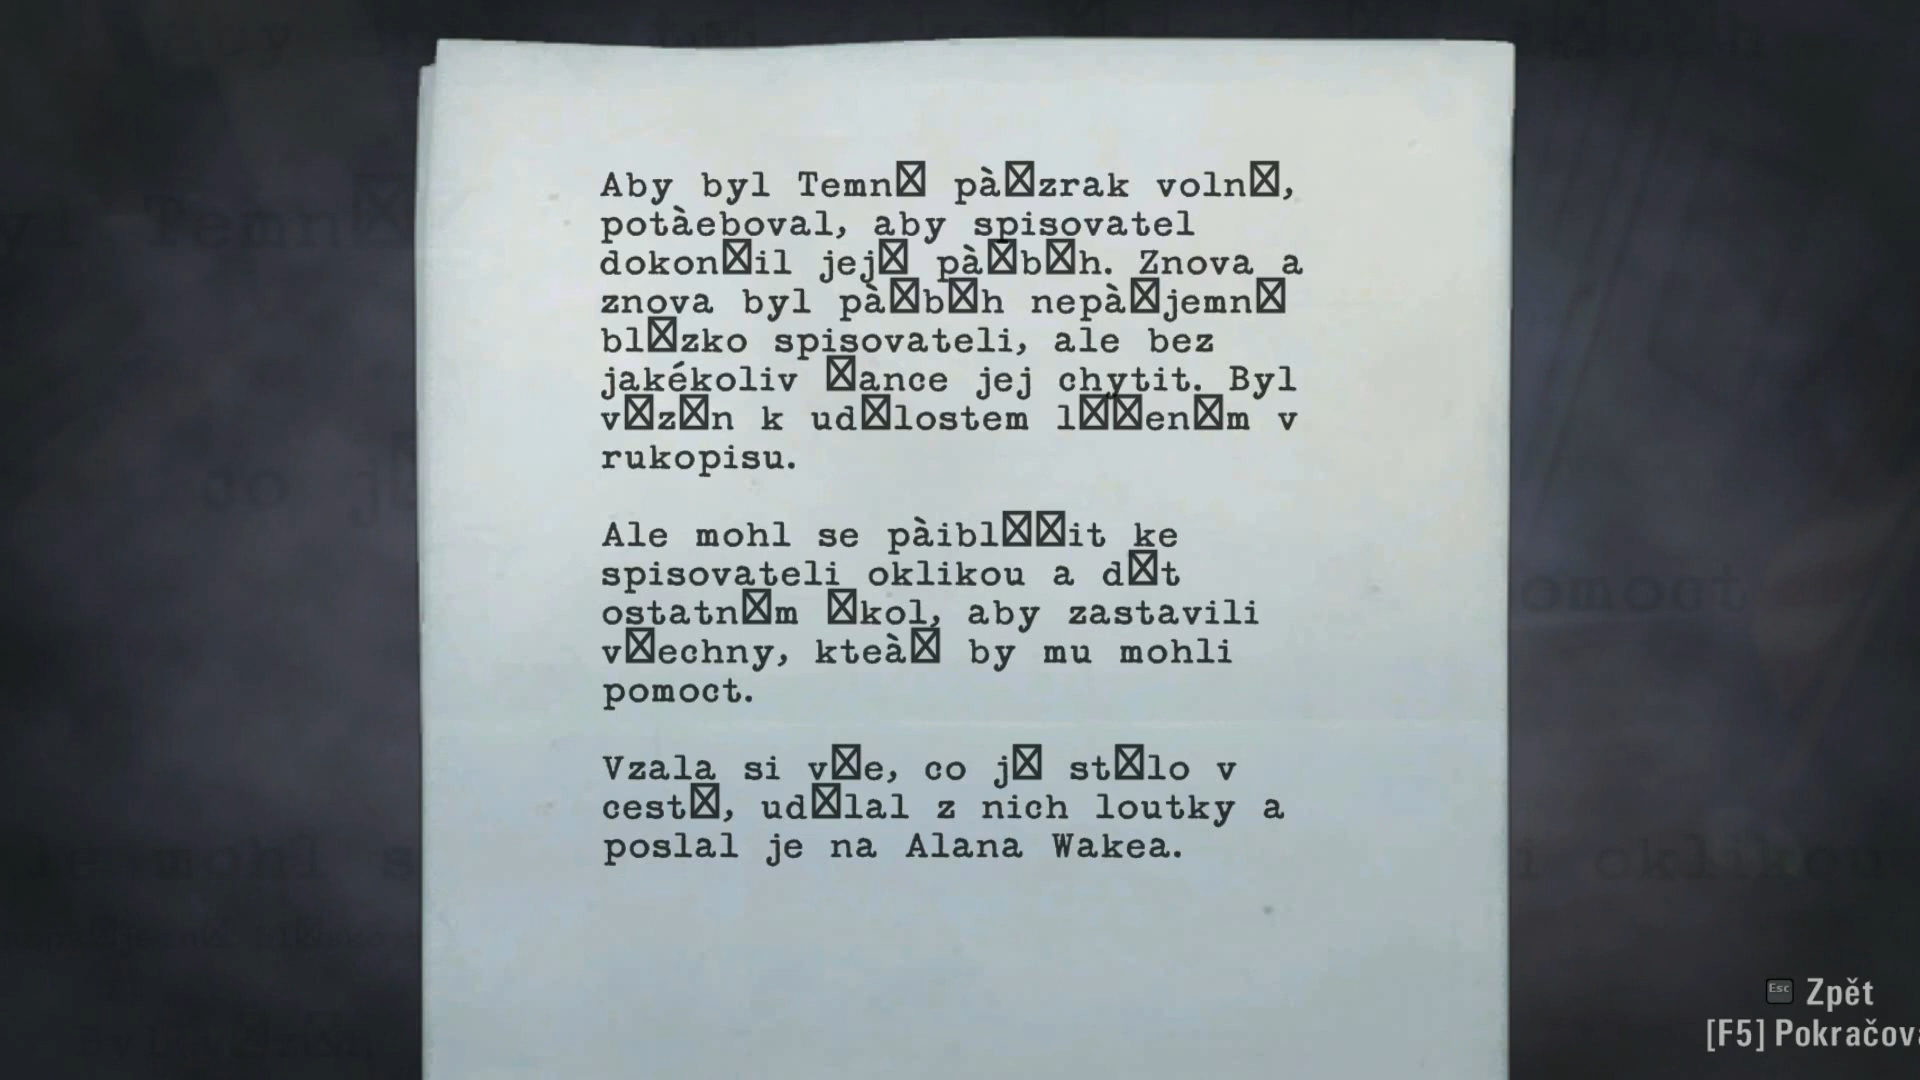 Aby byl Temn☒ pà☒zrak voln☒,
potàeboval, aby spisovatel
dokon☒il jej☒ pà☒b☒h. Znova a
znova byl pà☒b☒h nepà☒jemn☒
bl☒zko spisovateli, ale bez
jakékoliv ☒ance jej chytit. Byl
v☒z☒n k ud☒lostem l☒☒en☒m v
rukopisu.
Ale mohl se pàibl☒☒it ke
spisovateli oklikou a d☒t
ostatn☒m ☒kol, aby zastavili
v☒echny, kteà☒ by mu mohli
pomoct.
Vzala si v☒e, co j☒ st☒lo v
cest☒, ud☒lal z nich loutky a
poslal je na Alana Wakea.
Esc Zpět
[F5] Pokračova